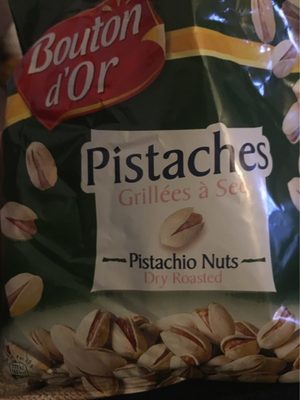 Bouton
d'Or
Pistaches
Grillées à Sec
Pistachio Nuts
Dry Roasted